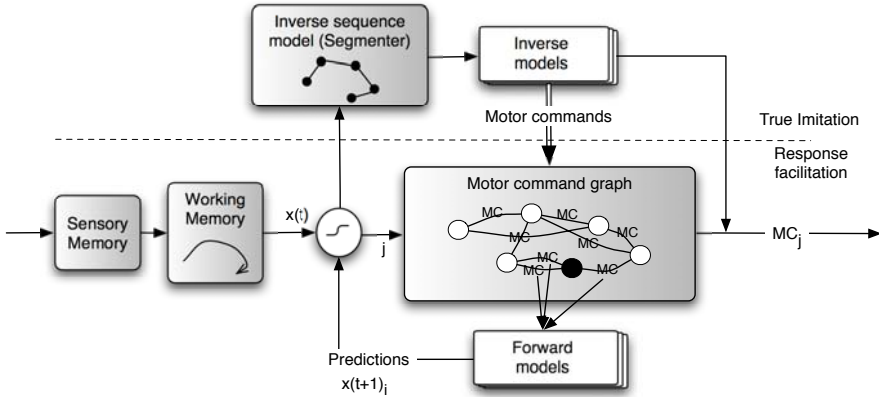 Inverse sequence
model (Segmenter)
Inverse
models
Motor commands
True Imitation
Response
facilitation
Sensory
Memory
Working
Memory
x(t)
j
Motor command graph
MC
MC
MC
MC
MC
MC
MC
MC
MC
MCj
Predictions
x(t+1)i
Forward
models